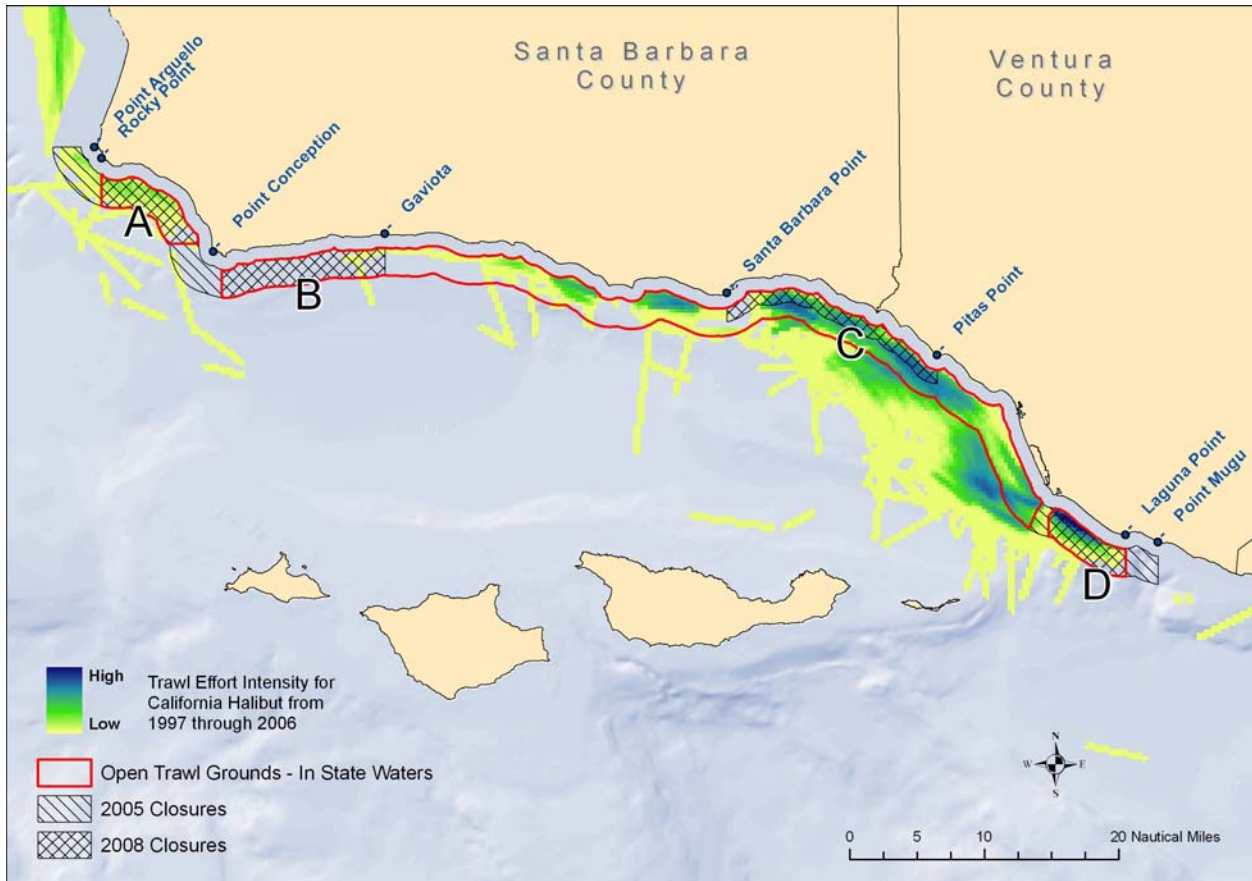 Santa Barbara
County
Ventura
County
Point Arguello
Rocky Point
Point Conception
Gaviota
Santa Barbara Point
Pitas Point
Laguna Point
Point Mugu
A
B
C
D
High
Low
Trawl Effort Intensity for
California Halibut from
1997 through 2006
Open Trawl Grounds - In State Waters
2005 Closures
2008 Closures
N
W
E
S
0 5 10 20 Nautical Miles